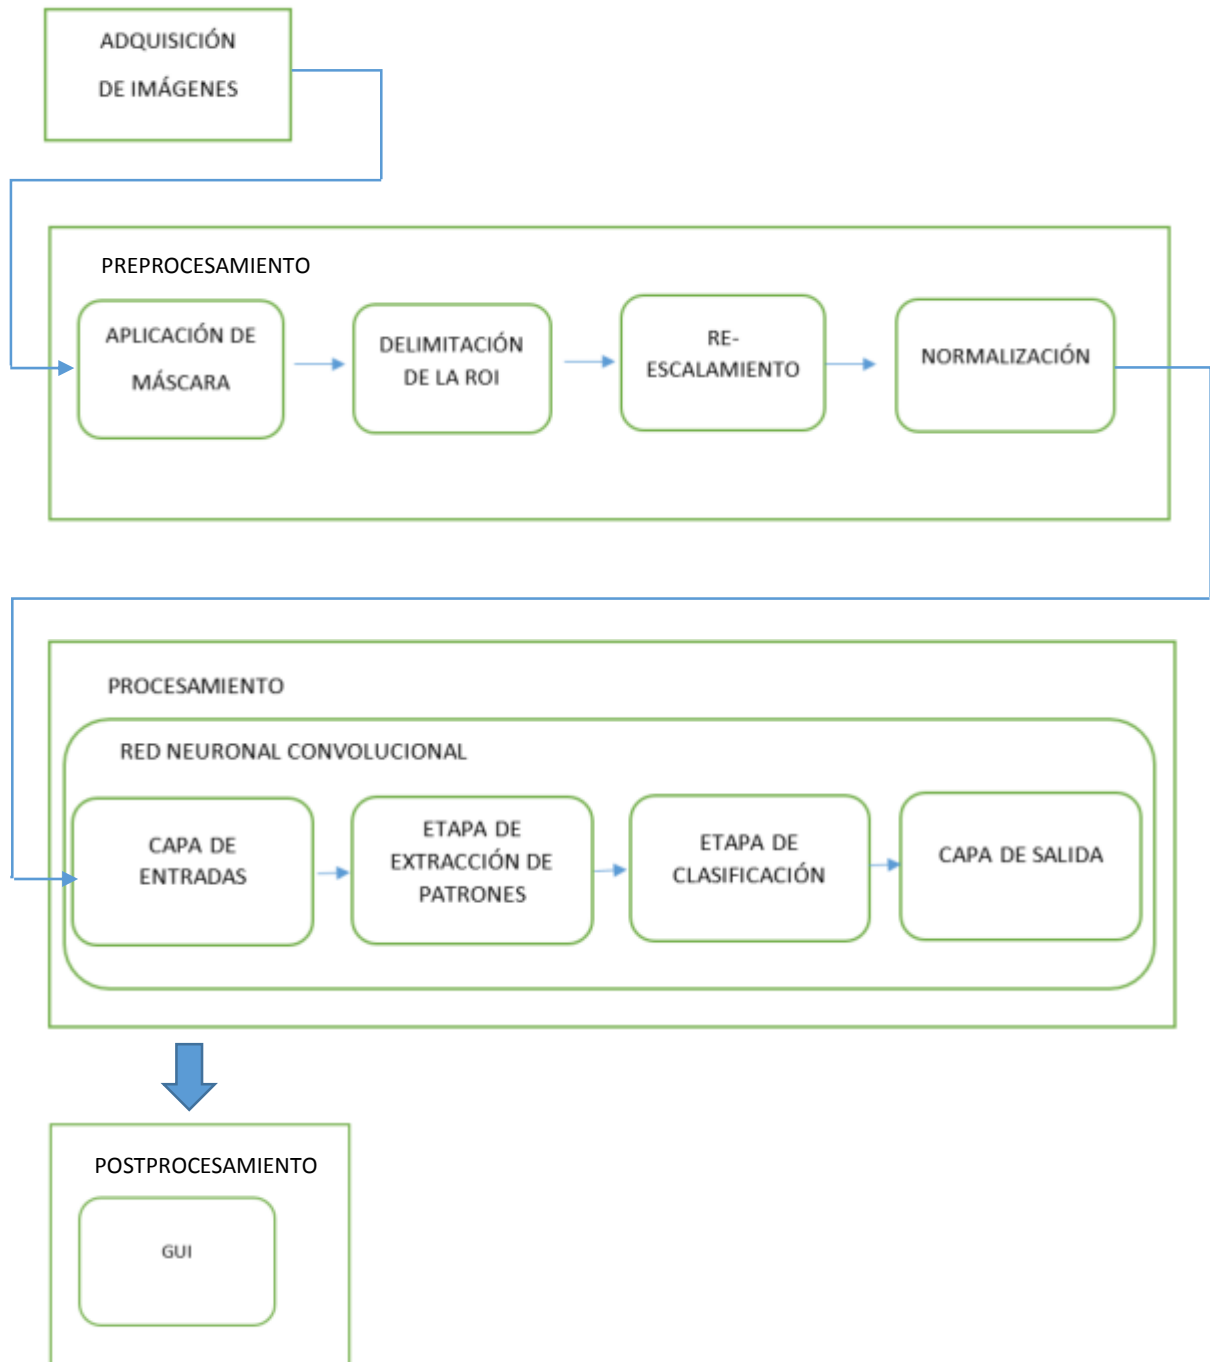 ADQUISICIÓN
DE IMÁGENES
PREPROCESAMIENTO
APLICACIÓN DE
MÁSCARA
DELIMITACIÓN
DE LA ROI
RE-
ESCALAMIENTO
NORMALIZACIÓN
PROCESAMIENTO
RED NEURONAL CONVOLUCIONAL
CAPA DE
ENTRADAS
ETAPA DE
EXTRACCIÓN DE
PATRONES
ETAPA DE
CLASIFICACIÓN
CAPA DE SALIDA
POSTPROCESAMIENTO
GUI